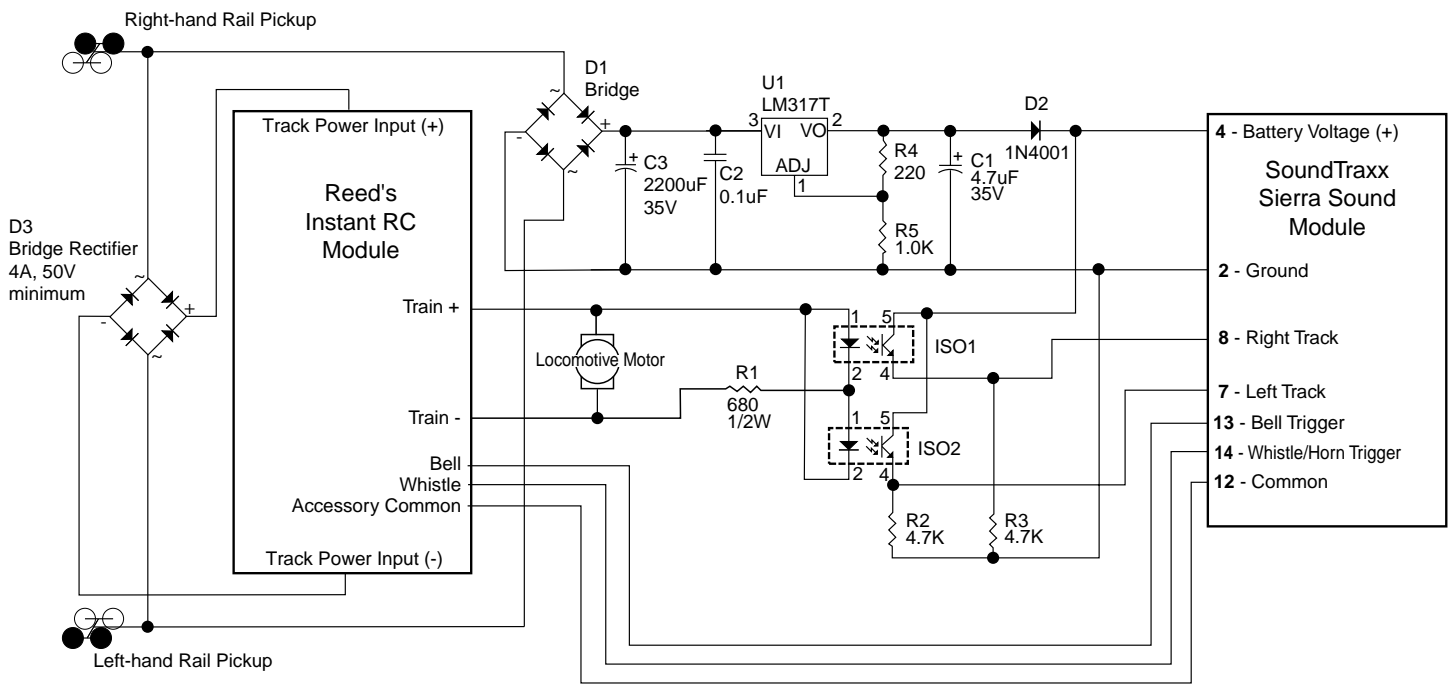 Right-hand Rail Pickup
D1
Bridge
~
-
+
~
U1
LM317T
3
VI
VO
2
ADJ
1
D2
1N4001
Track Power Input (+)
Reed's
Instant RC
Module
C3
2200uF
35V
+
C2
0.1uF
R4
220
C1
4.7uF
35V
+
R5
1.0K
4 - Battery Voltage (+)
SoundTraxx
Sierra Sound
Module
2 - Ground
8 - Right Track
7 - Left Track
13 - Bell Trigger
14 - Whistle/Horn Trigger
12 - Common
D3
Bridge Rectifier
4A, 50V
minimum
~
-
+
~
Train +
Locomotive Motor
Train -
R1
680
1/2W
1
5
ISO1
2
4
1
5
ISO2
2
4
Bell
Whistle
Accessory Common
R2
4.7K
R3
4.7K
Track Power Input (-)
Left-hand Rail Pickup